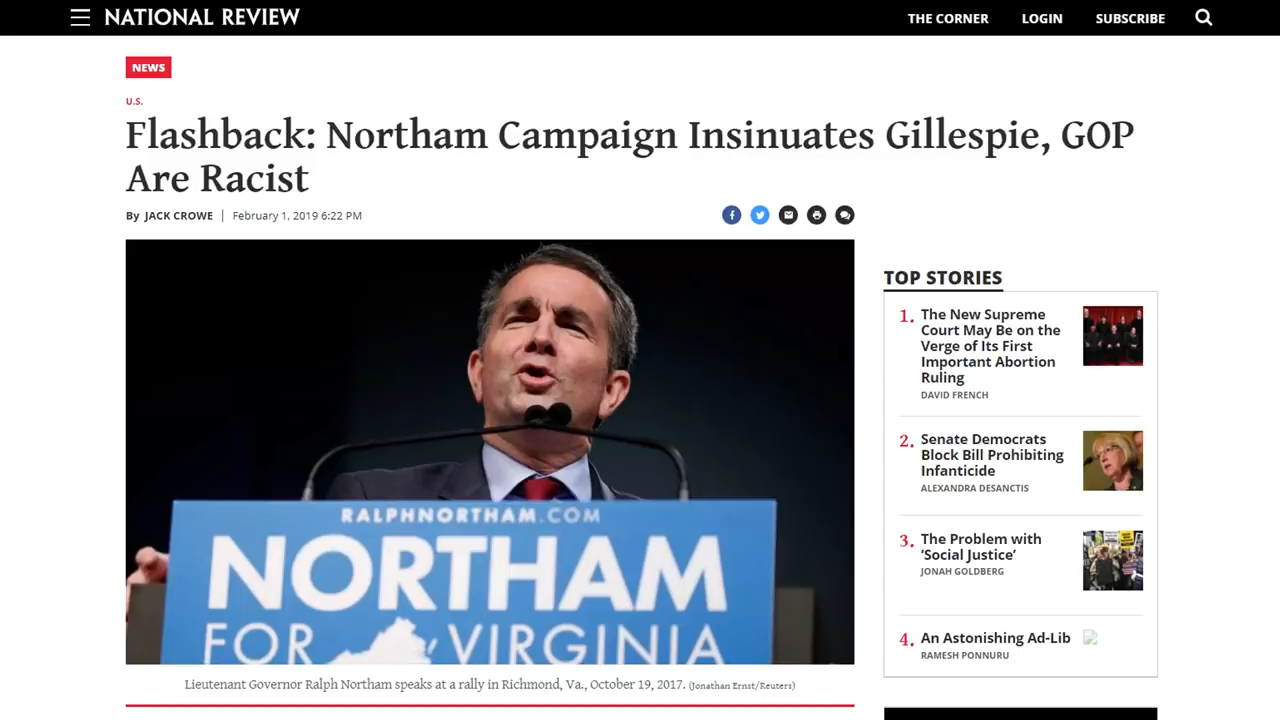 NATIONAL REVIEW
THE CORNER LOGIN SUBSCRIBE
NEWS
U.S.
Flashback: Northam Campaign Insinuates Gillespie, GOP
Are Racist
By JACK CROWE | February 1, 2019 6:22 PM
RALPHNORTHAM.COM
NORTHAM
FOR VIRGINIA
Lieutenant Governor Ralph Northam speaks at a rally in Richmond, Va., October 19, 2017. (Jonathan Ernst/Reuters)
TOP STORIES
1. The New Supreme
Court May Be on the
Verge of Its First
Important Abortion
Ruling
DAVID FRENCH
2. Senate Democrats
Block Bill Prohibiting
Infanticide
ALEXANDRA DESANCTIS
3. The Problem with
‘Social Justice’
JONAH GOLDBERG
4. An Astonishing Ad-Lib
RAMESH PONNURU